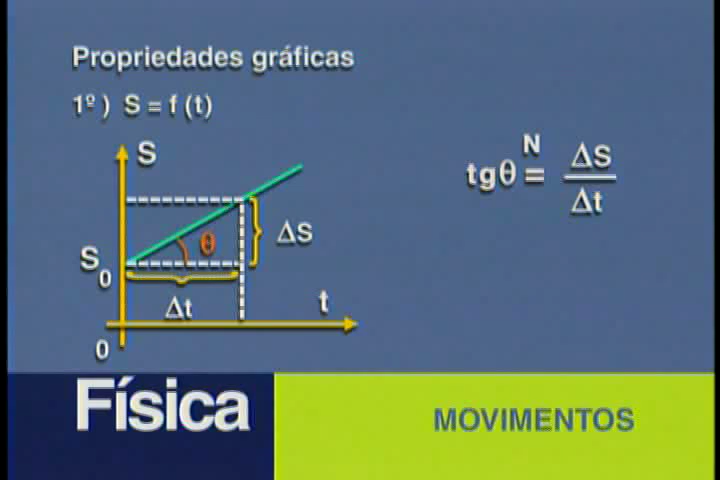 Propriedades gráficas
1º ) S = f (t)
S
tgθ N = ΔS / Δt
θ
ΔS
S0
Δt
t
0
Física
MOVIMENTOS